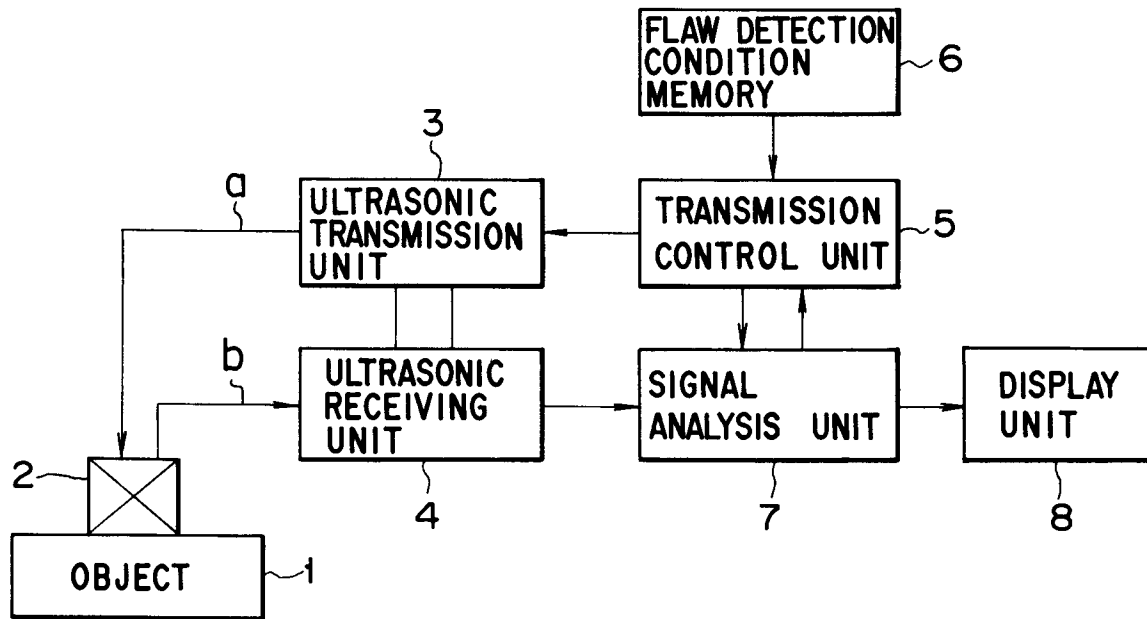 FLAW DETECTION
CONDITION
MEMORY
6
3
a
ULTRASONIC
TRANSMISSION
UNIT
TRANSMISSION
CONTROL UNIT
5
b
ULTRASONIC
RECEIVING
UNIT
SIGNAL
ANALYSIS UNIT
DISPLAY
UNIT
2
4
7
8
OBJECT
1